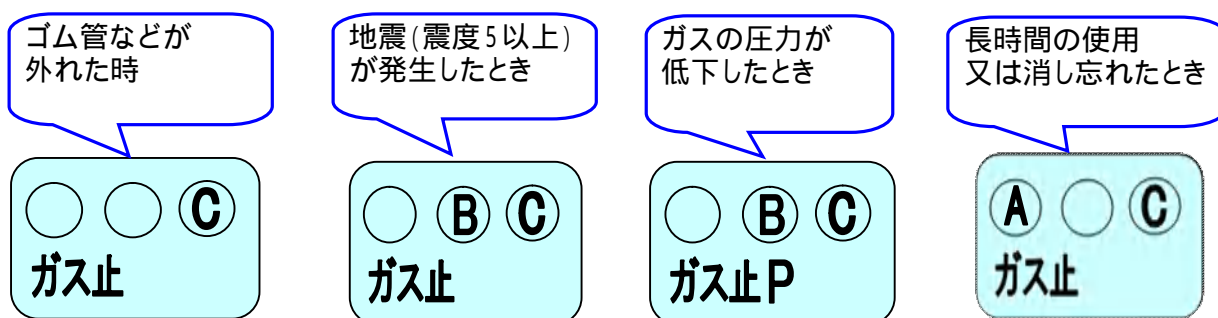 ゴム管などが
外れた時
地震(震度5以上)
が発生したとき
ガスの圧力が
低下したとき
長時間の使用
又は消し忘れたとき
C
ガス止
B C
ガス止
B C
ガス止P
A C
ガス止